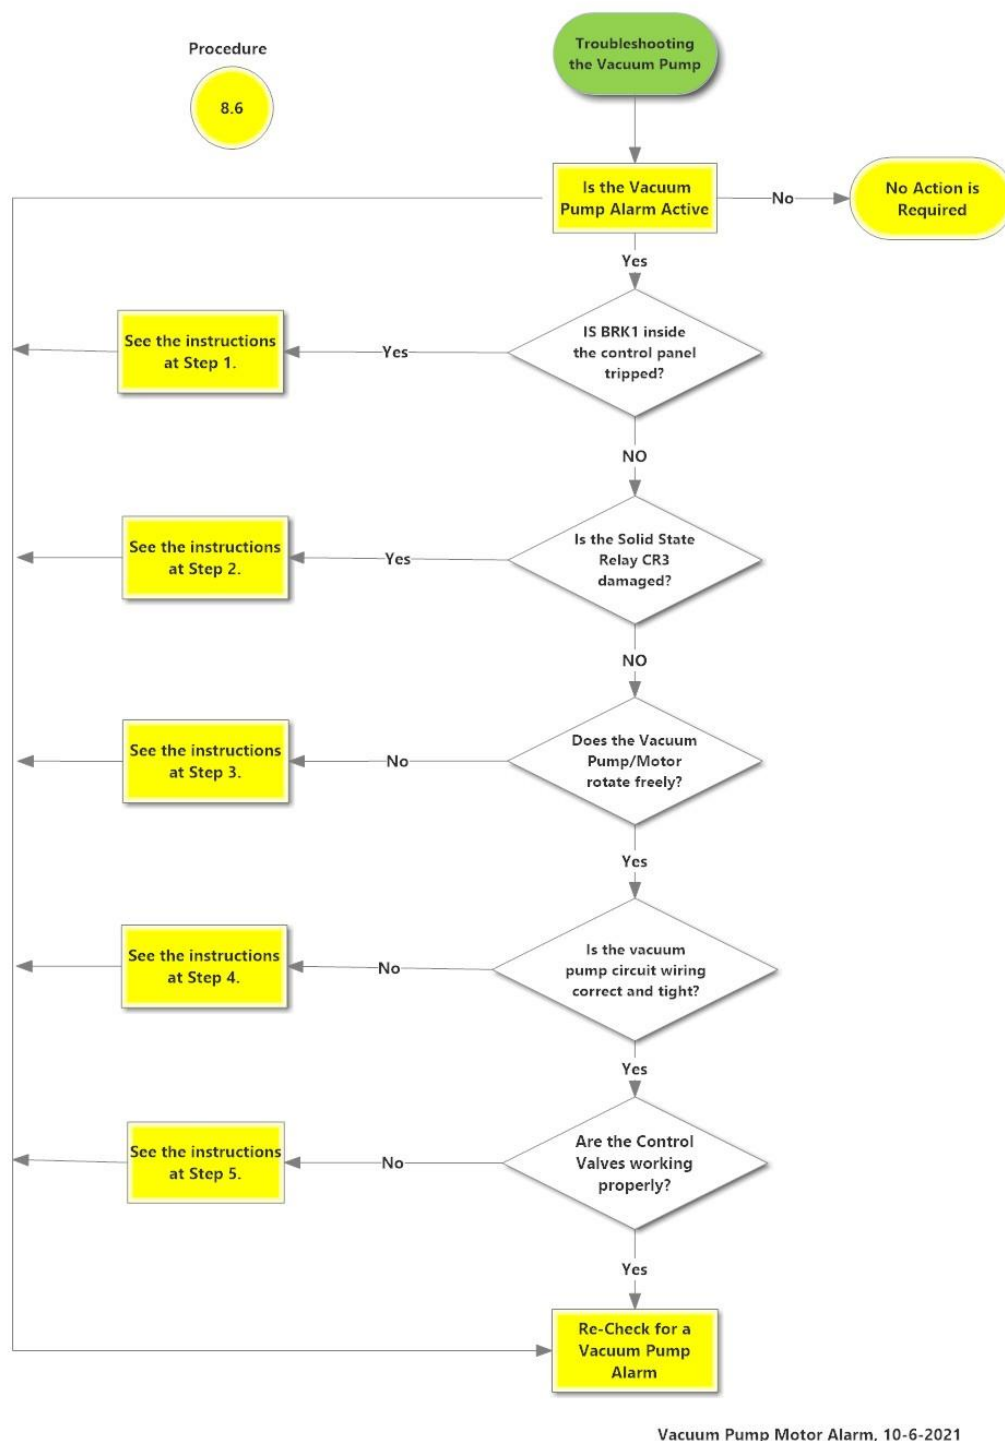 Procedure
8.6
Troubleshooting
the Vacuum Pump
Is the Vacuum
Pump Alarm Active
No
No Action is
Required
Yes
IS BRK1 inside
the control panel
tripped?
Yes
See the instructions
at Step 1.
NO
Is the Solid State
Relay CR3
damaged?
Yes
See the instructions
at Step 2.
NO
Does the Vacuum
Pump/Motor
rotate freely?
No
See the instructions
at Step 3.
Yes
Is the vacuum
pump circuit wiring
correct and tight?
No
See the instructions
at Step 4.
Yes
Are the Control
Valves working
properly?
No
See the instructions
at Step 5.
Yes
Re-Check for a
Vacuum Pump
Alarm
Vacuum Pump Motor Alarm, 10-6-2021